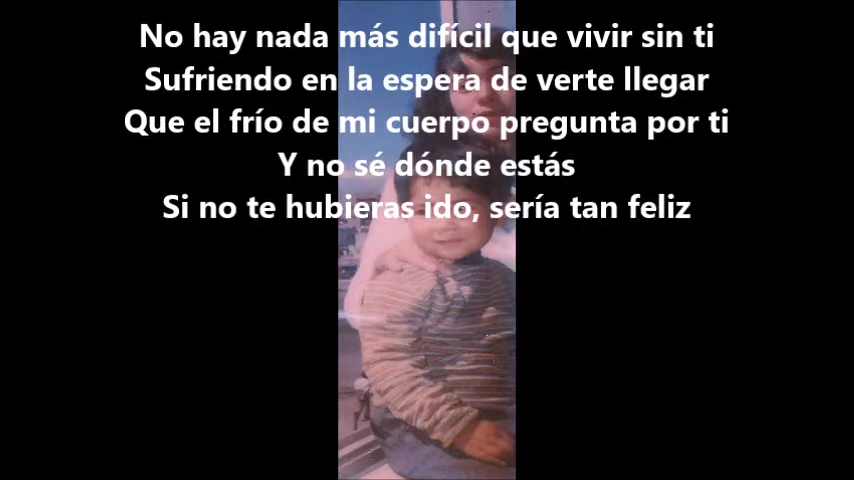 No hay nada más difícil que vivir sin ti
Sufriendo en la espera de verte llegar
Que el frío de mi cuerpo pregunta por ti
Y no sé dónde estás
Si no te hubieras ido, sería tan feliz